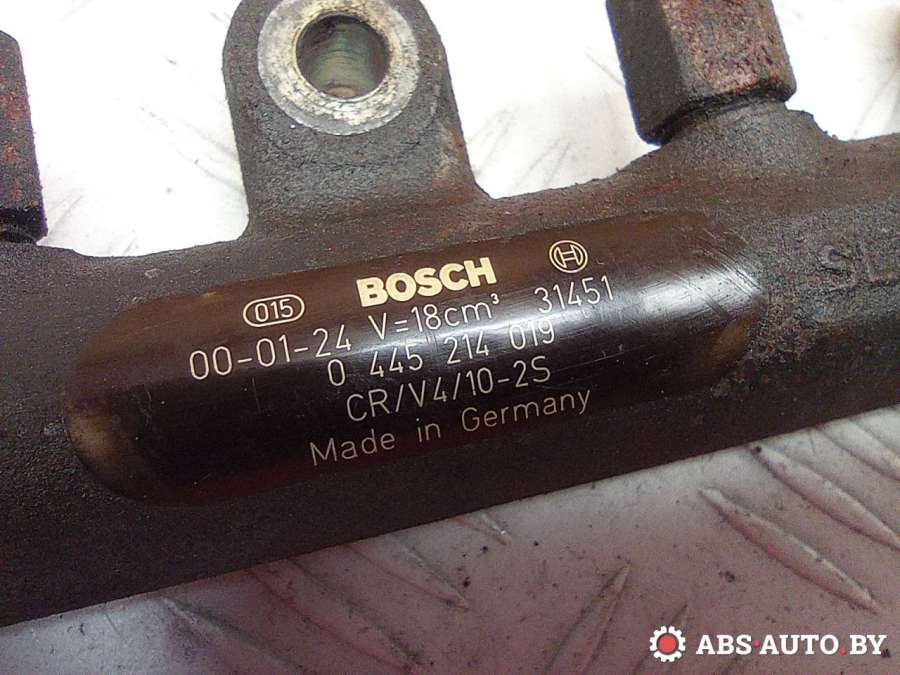 BOSCH
015
00-01-24 V=18cm³ 31451
0 445 214 019
CR/V4/10-2S
Made in Germany
ABS-AUTO.BY